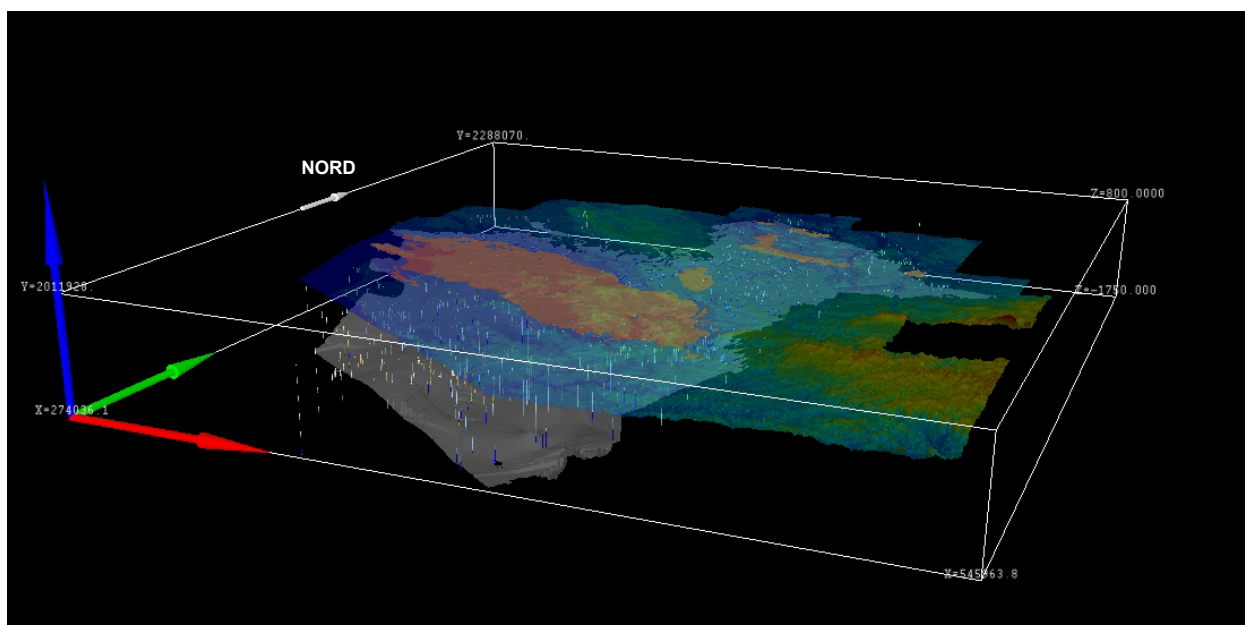 Y=2288070.
NORD
Z=800.0000
Y=2011928.
Z=-1750.000
X=274036.1
X=545963.8